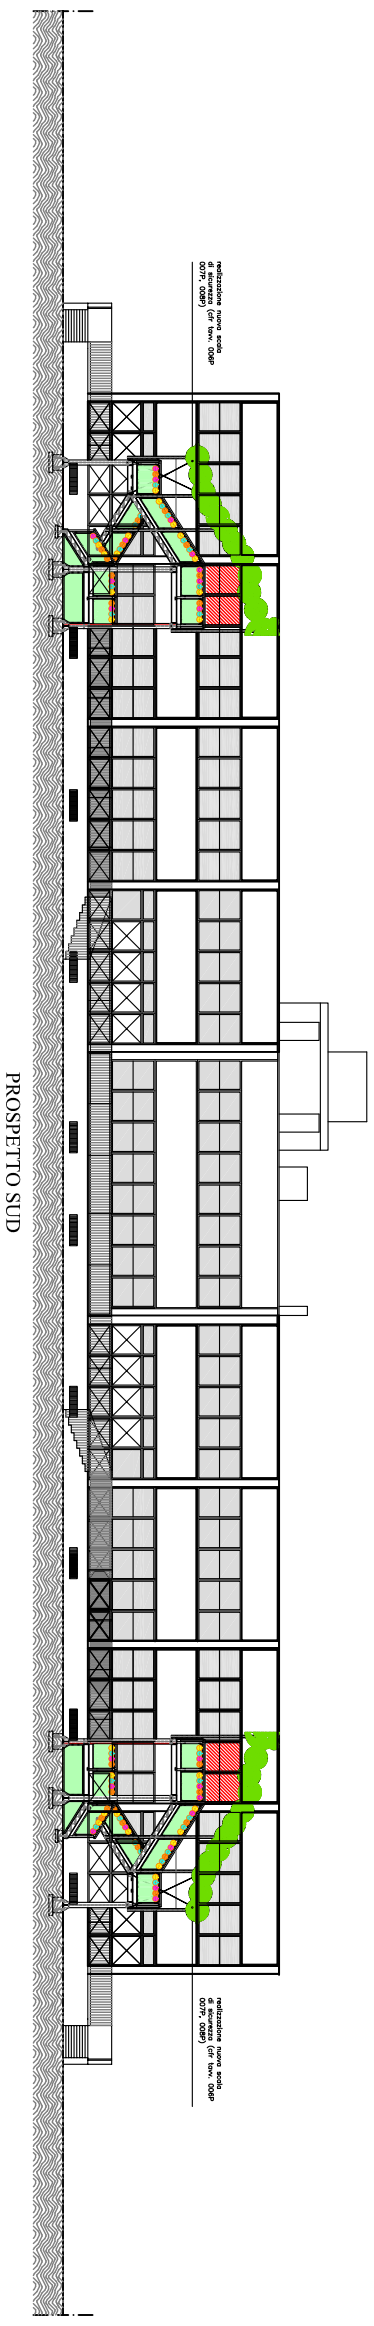 realizzazione nuova scala
di sicurezza (cfr tavv. 006P
007P, 008P)
realizzazione nuova scala
di sicurezza (cfr tavv. 006P
007P, 008P)
PROSPETTO SUD